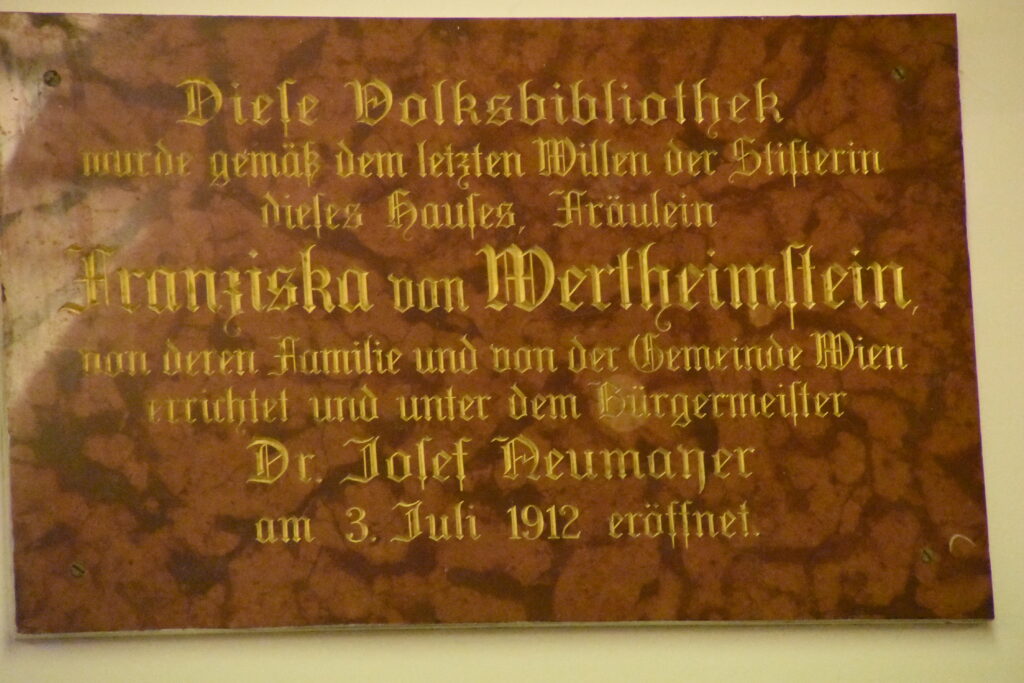 Diese Volksbibliothek
wurde gemäß dem letzten Willen der Stifterin
dieses Hauses, Fräulein
Franziska von Wertheimstein,
von deren Familie und von der Gemeinde Wien
errichtet und unter dem Bürgermeister
Dr. Josef Neumayer
am 3. Juli 1912 eröffnet.